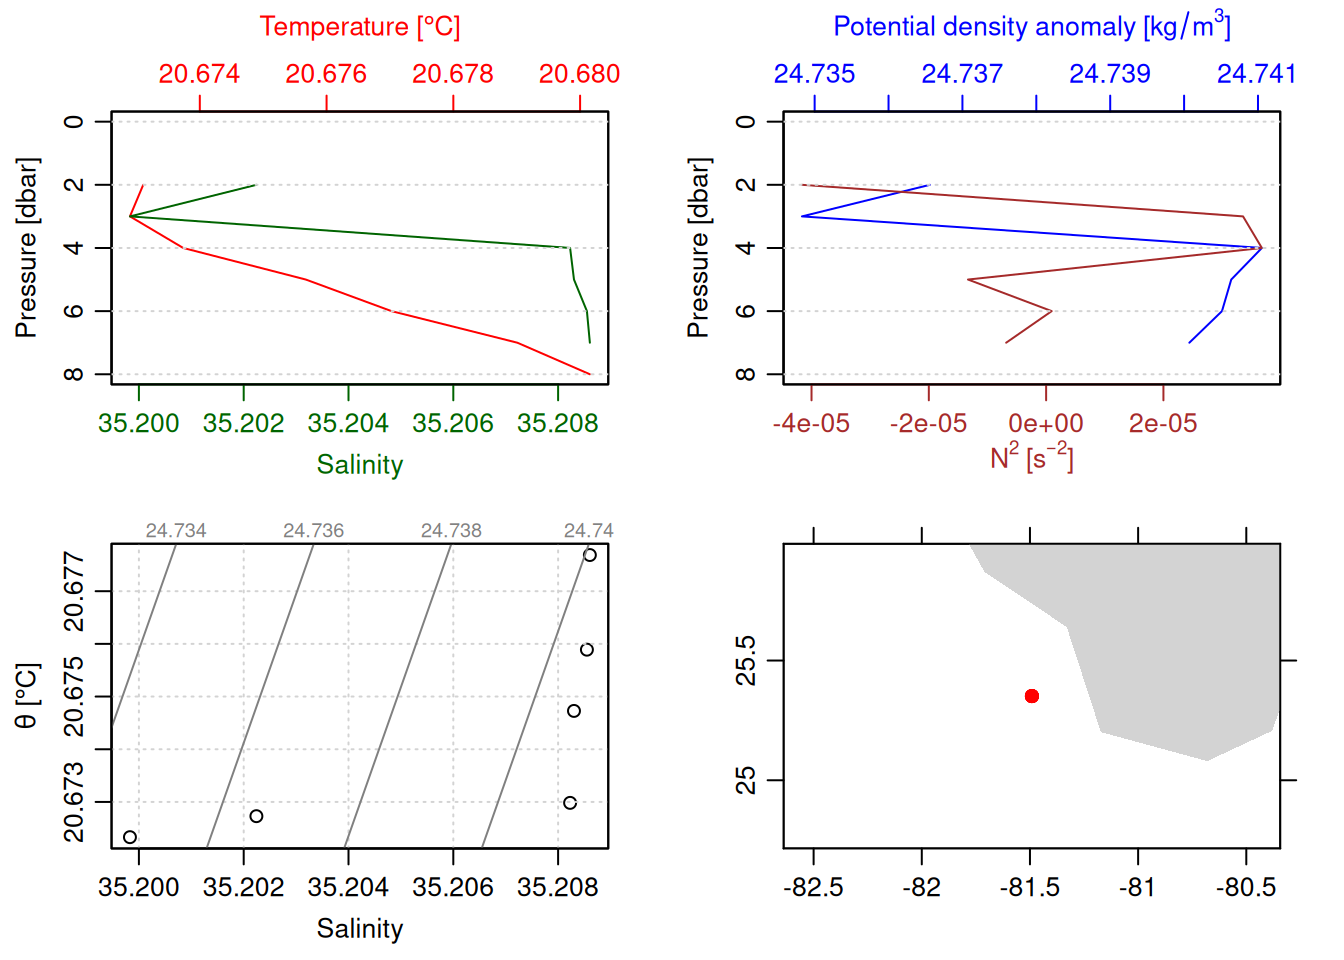 Temperature [°C]
20.674 20.676 20.678 20.680
Pressure [dbar]
0
2
4
6
8
35.200 35.202 35.204 35.206 35.208
Salinity
Potential density anomaly [kg/m³]
24.735 24.737 24.739 24.741
Pressure [dbar]
0
2
4
6
8
-4e-05 -2e-05 0e+00 2e-05
N² [s⁻²]
24.734 24.736 24.738 24.74
θ [°C]
20.677
20.675
20.673
35.200 35.202 35.204 35.206 35.208
Salinity
25.5
25
-82.5 -82 -81.5 -81 -80.5